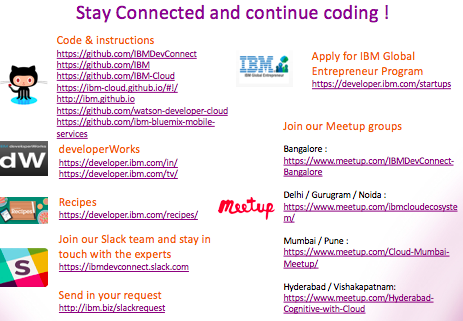 Stay Connected and continue coding !
Code & instructions
https://github.com/IBMDevConnect
https://github.com/IBM
https://github.com/IBM-Cloud
https://ibm-cloud.github.io/#!/
http://ibm.github.io
https://github.com/watson-developer-cloud
https://github.com/ibm-bluemix-mobile-
services
developerWorks
https://developer.ibm.com/in/
https://developer.ibm.com/tv/
dW
Recipes
https://developer.ibm.com/recipes/
Recipes
Join our Slack team and stay in
touch with the experts
https://ibmdevconnect.slack.com
S
Send in your request
http://ibm.biz/slackrequest
IBM
IBM Global Entrepreneur
Apply for IBM Global
Entrepreneur Program
https://developer.ibm.com/startups
Join our Meetup groups
Bangalore :
https://www.meetup.com/IBMDevConnect-
Bangalore
Meetup
Delhi / Gurugram / Noida :
https://www.meetup.com/ibmcloudecosyste
m/
Mumbai / Pune :
https://www.meetup.com/Cloud-Mumbai-
Meetup/
Hyderabad / Vishakapatnam:
https://www.meetup.com/Hyderabad-
Cognitive-with-Cloud